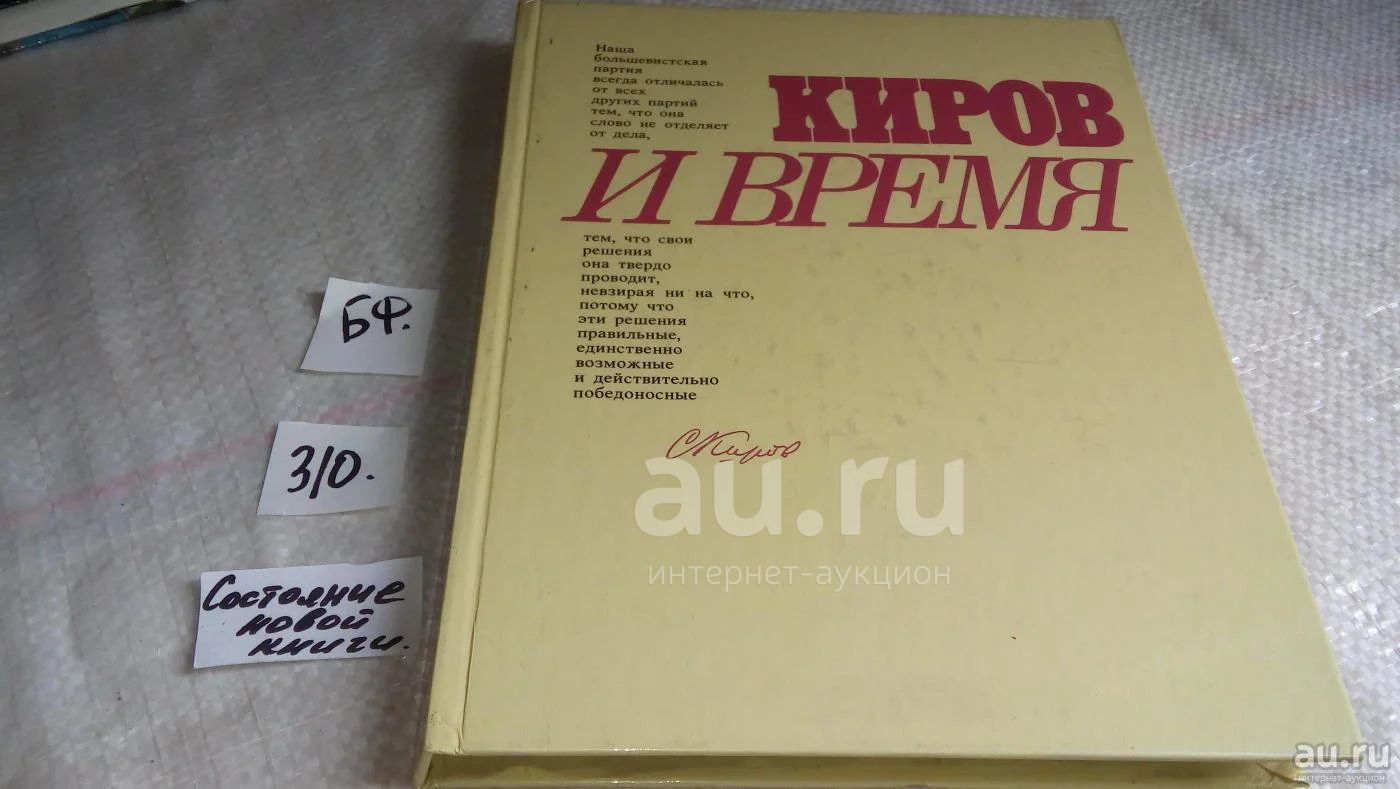 Наша
большевистская
партия
всегда отличалась
от всех
других партий
тем, что она
слово не отделяет
от дела,
КИРОВ
И ВРЕМЯ
тем, что свои
решения
она твердо
проводит,
невзирая ни на что,
потому что
эти решения
правильные,
единственно
возможные
и действительно
победоносные
СКиров
БФ.
З/О.
Состояние
новой
книги.
au.ru
интернет-аукцион
au.ru
интернет-аукцион